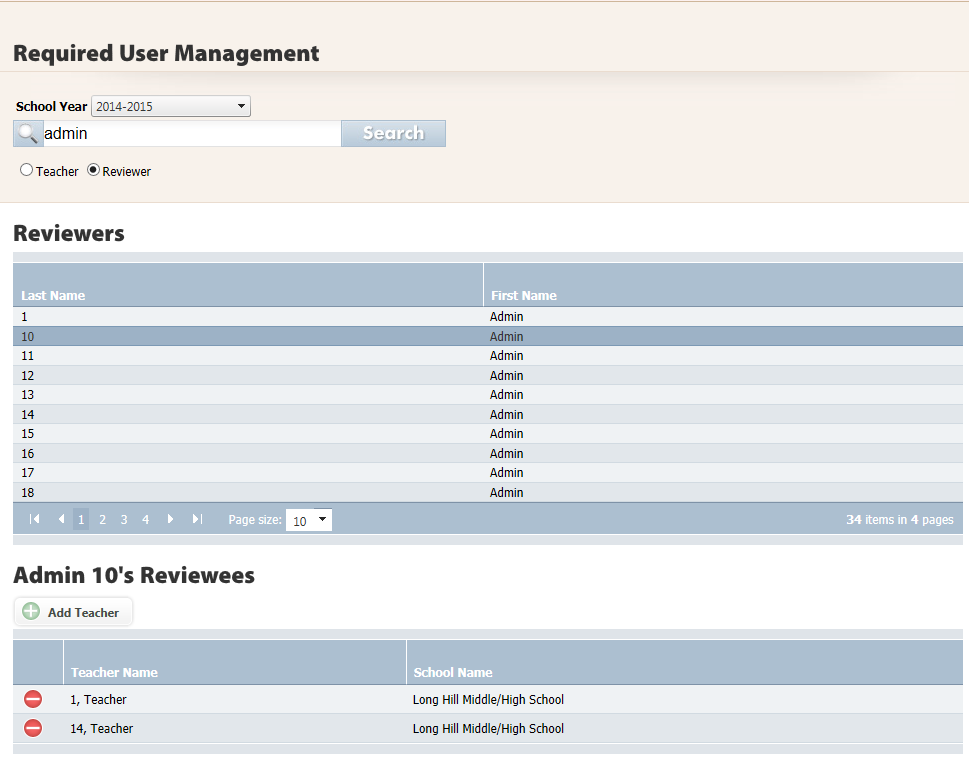 Required User Management
School Year 2014-2015
admin Search
Teacher Reviewer
Reviewers
Last Name First Name
1 Admin
10 Admin
11 Admin
12 Admin
13 Admin
14 Admin
15 Admin
16 Admin
17 Admin
18 Admin
1 2 3 4 Page size: 10 34 items in 4 pages
Admin 10's Reviewees
Add Teacher
Teacher Name School Name
1, Teacher Long Hill Middle/High School
14, Teacher Long Hill Middle/High School